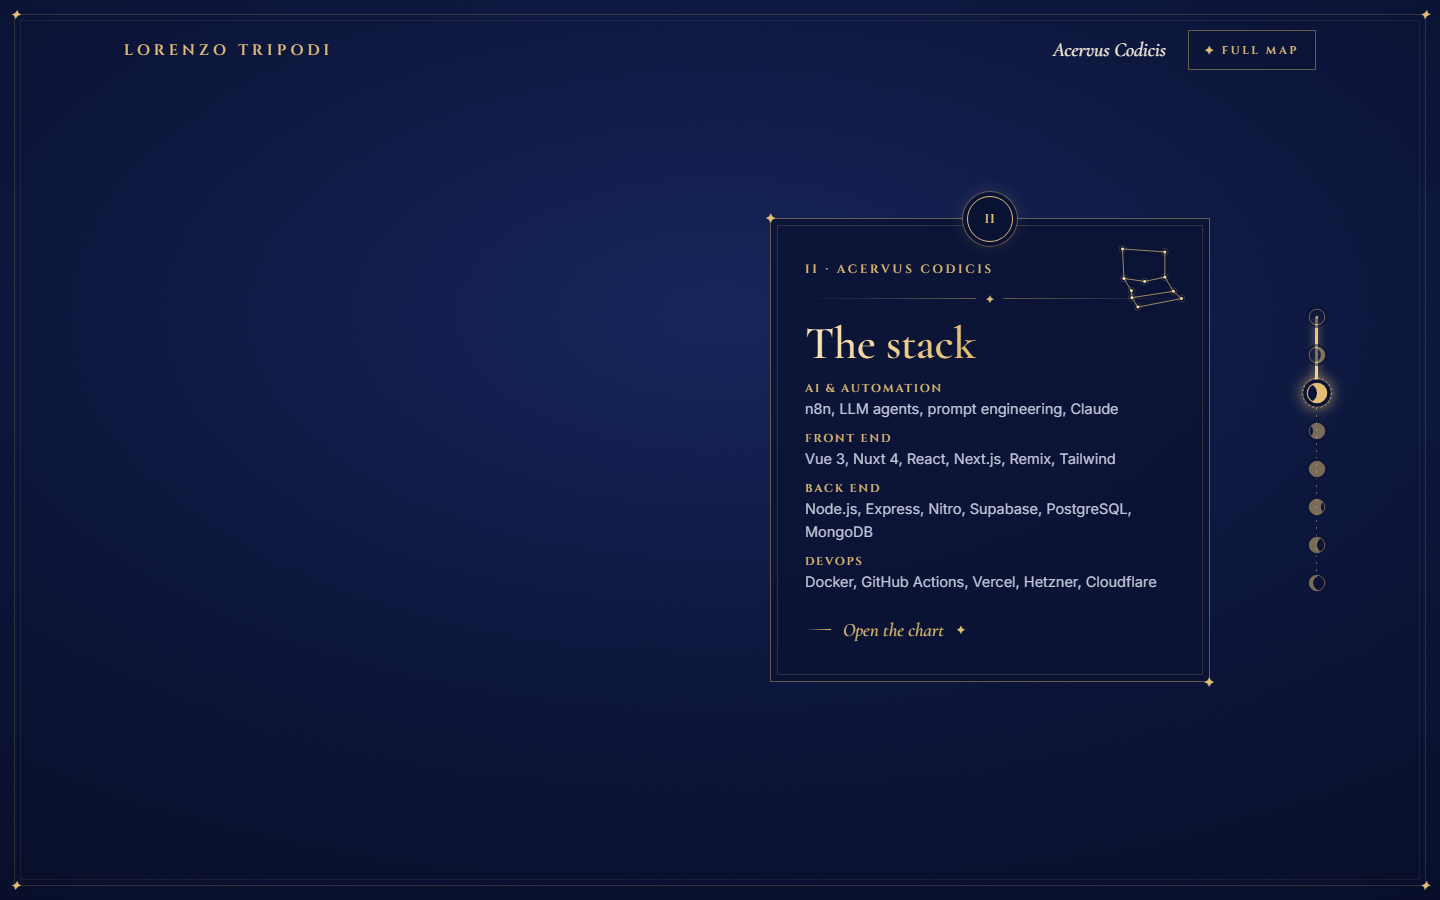 LORENZO TRIPODI
Acervus Codicis
FULL MAP
II
II · ACERVUS CODICIS
The stack
AI & AUTOMATION
n8n, LLM agents, prompt engineering, Claude
FRONT END
Vue 3, Nuxt 4, React, Next.js, Remix, Tailwind
BACK END
Node.js, Express, Nitro, Supabase, PostgreSQL,
MongoDB
DEVOPS
Docker, GitHub Actions, Vercel, Hetzner, Cloudflare
Open the chart